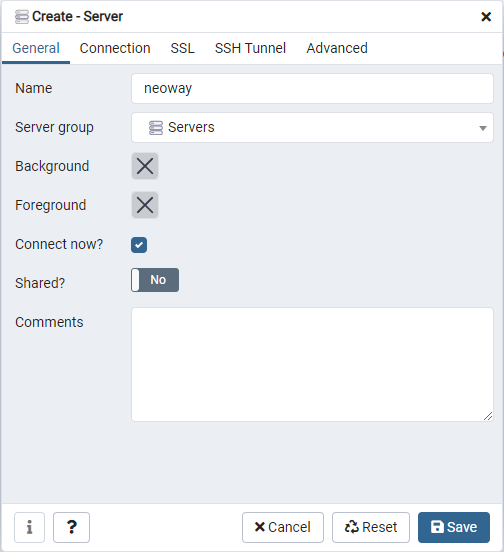 Create - Server
General Connection SSL SSH Tunnel Advanced
Name neoway
Server group Servers
Background
Foreground
Connect now?
Shared? No
Comments
i ? Cancel Reset Save